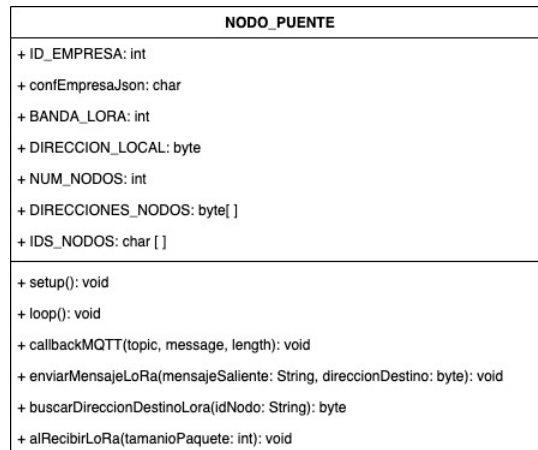 NODO_PUENTE
+ ID_EMPRESA: int
+ confEmpresaJson: char
+ BANDA_LORA: int
+ DIRECCION_LOCAL: byte
+ NUM_NODOS: int
+ DIRECCIONES_NODOS: byte[ ]
+ IDS_NODOS: char [ ]
+ setup(): void
+ loop(): void
+ callbackMQTT(topic, message, length): void
+ enviarMensajeLoRa(mensajeSaliente: String, direccionDestino: byte): void
+ buscarDireccionDestinoLora(idNodo: String): byte
+ alRecibirLoRa(tamanioPaquete: int): void